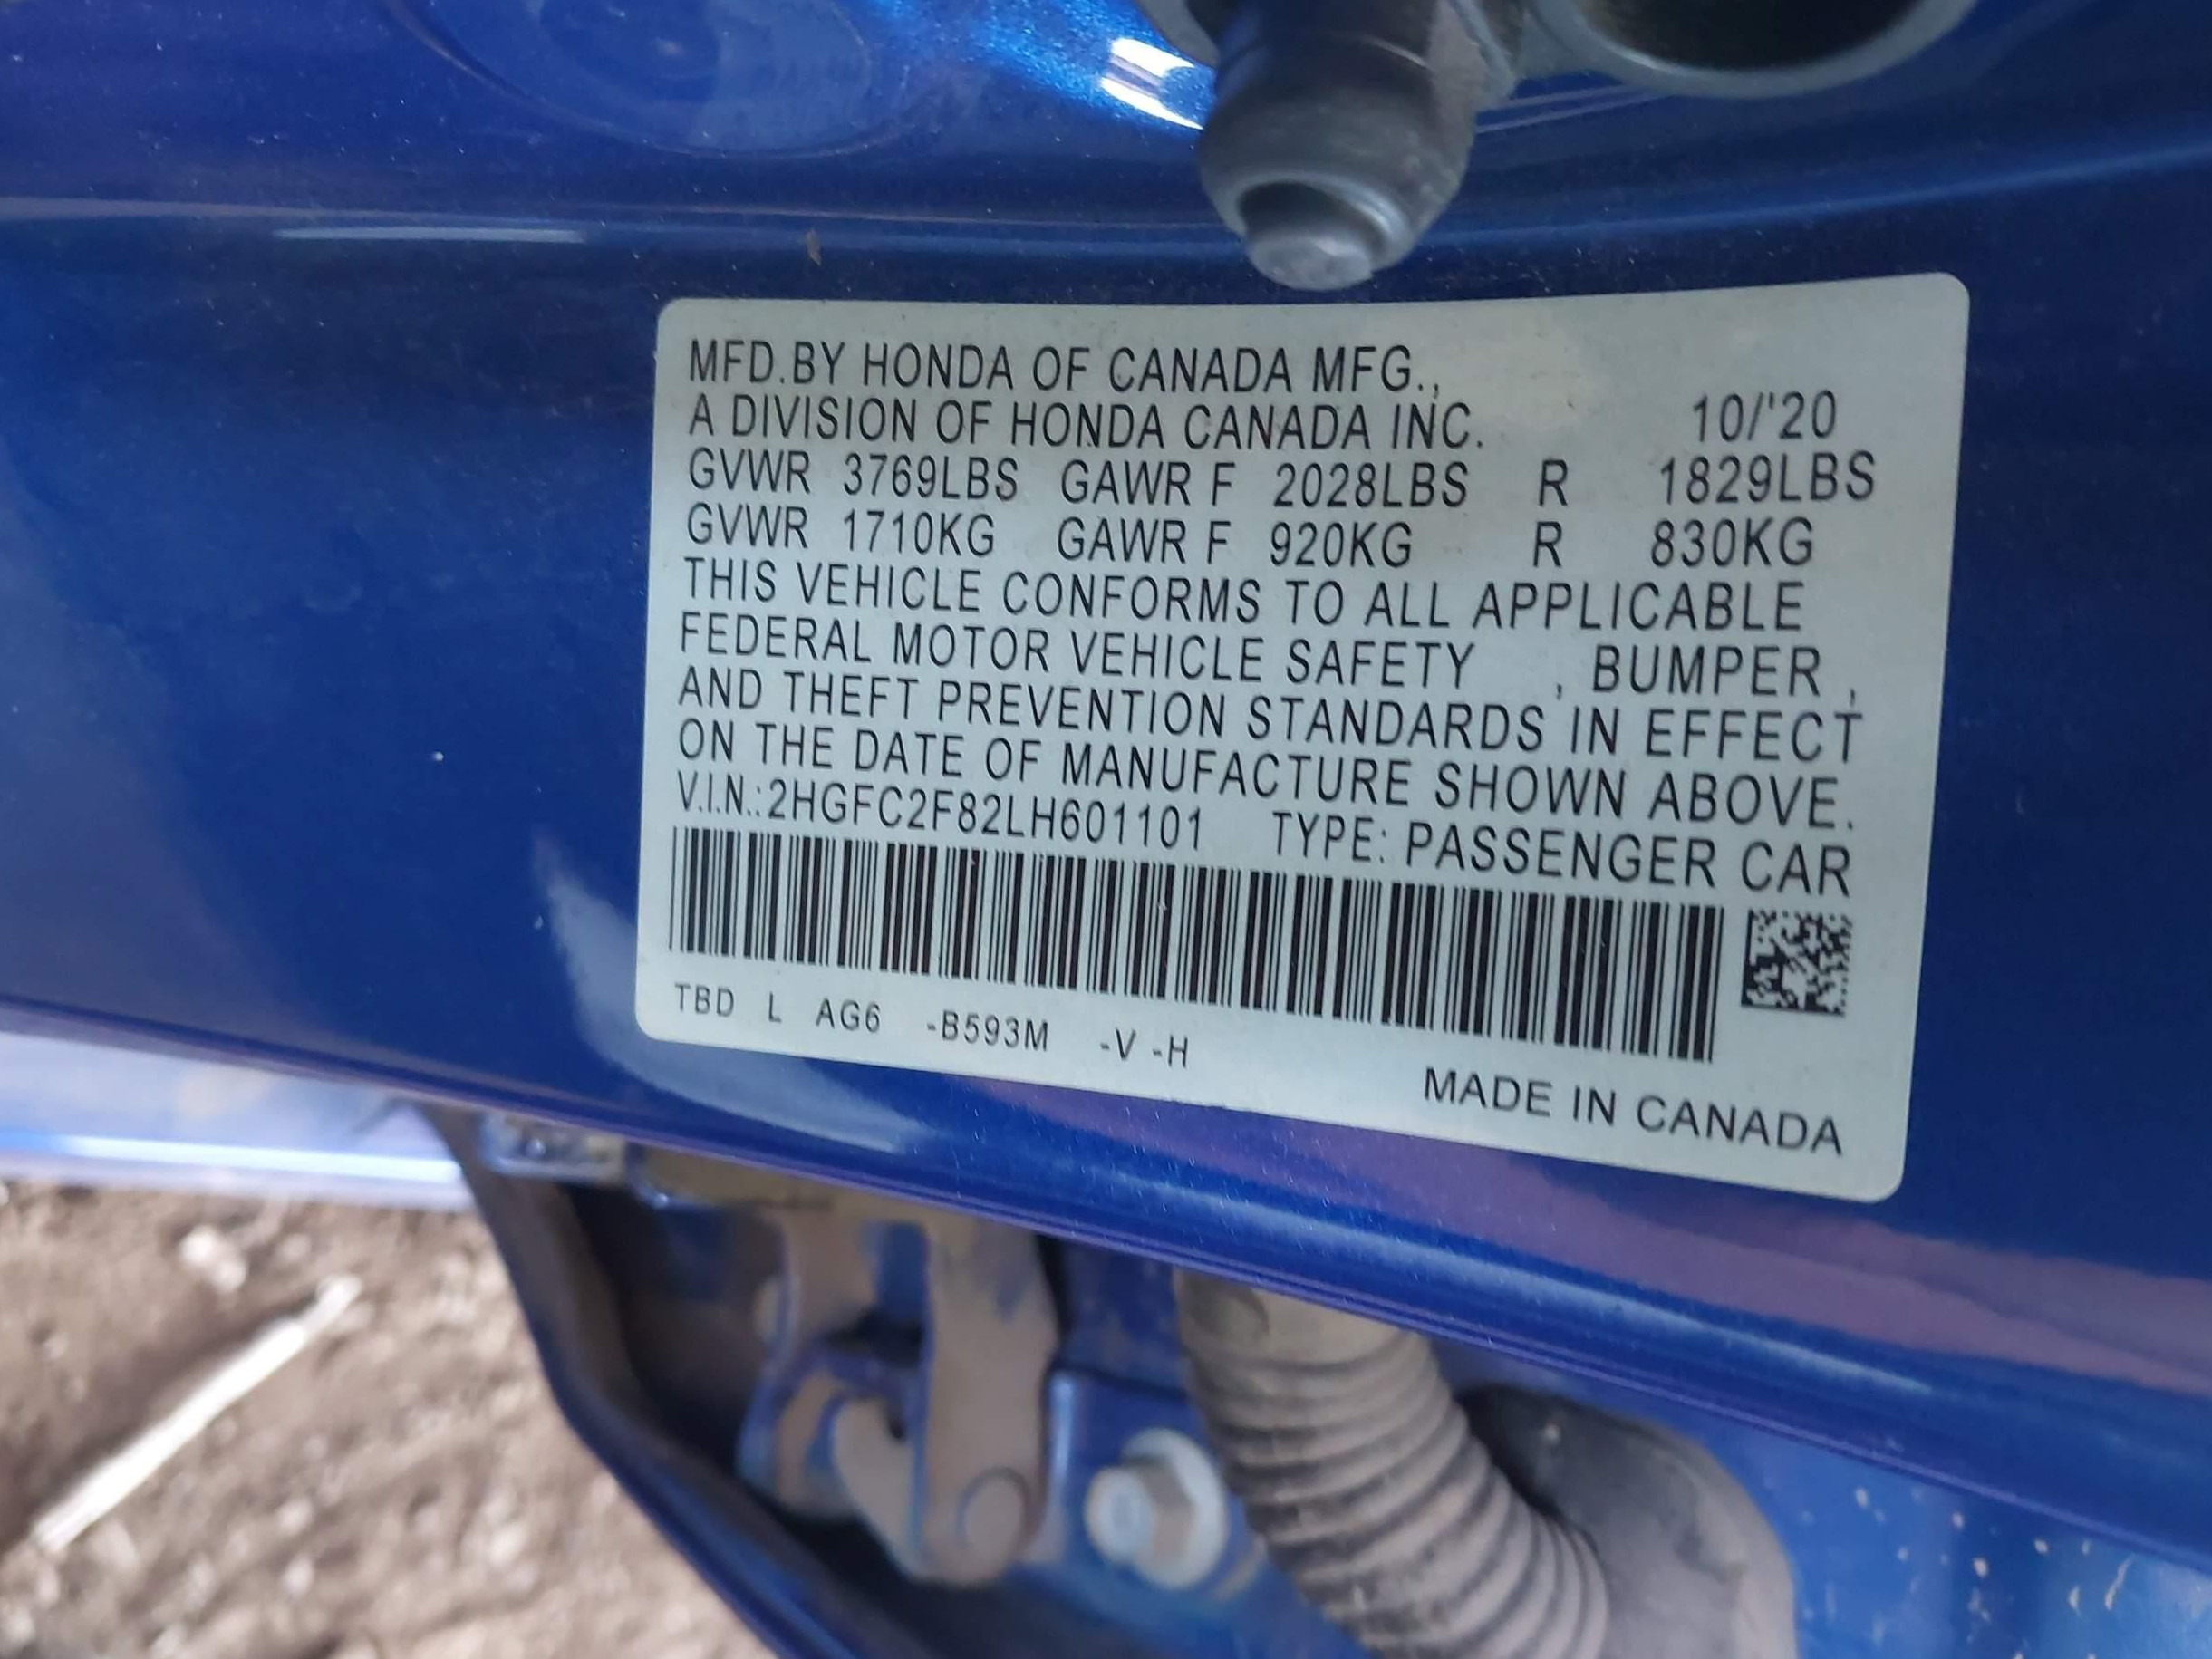 MFD.BY HONDA OF CANADA MFG.,
A DIVISION OF HONDA CANADA INC. 10/'20
GVWR 3769LBS GAWR F 2028LBS R 1829LBS
GVWR 1710KG GAWR F 920KG R 830KG
THIS VEHICLE CONFORMS TO ALL APPLICABLE
FEDERAL MOTOR VEHICLE SAFETY , BUMPER ,
AND THEFT PREVENTION STANDARDS IN EFFECT
ON THE DATE OF MANUFACTURE SHOWN ABOVE.
V.I.N.:2HGFC2F82LH601101 TYPE: PASSENGER CAR
TBD L AG6 -B593M -V -H
MADE IN CANADA